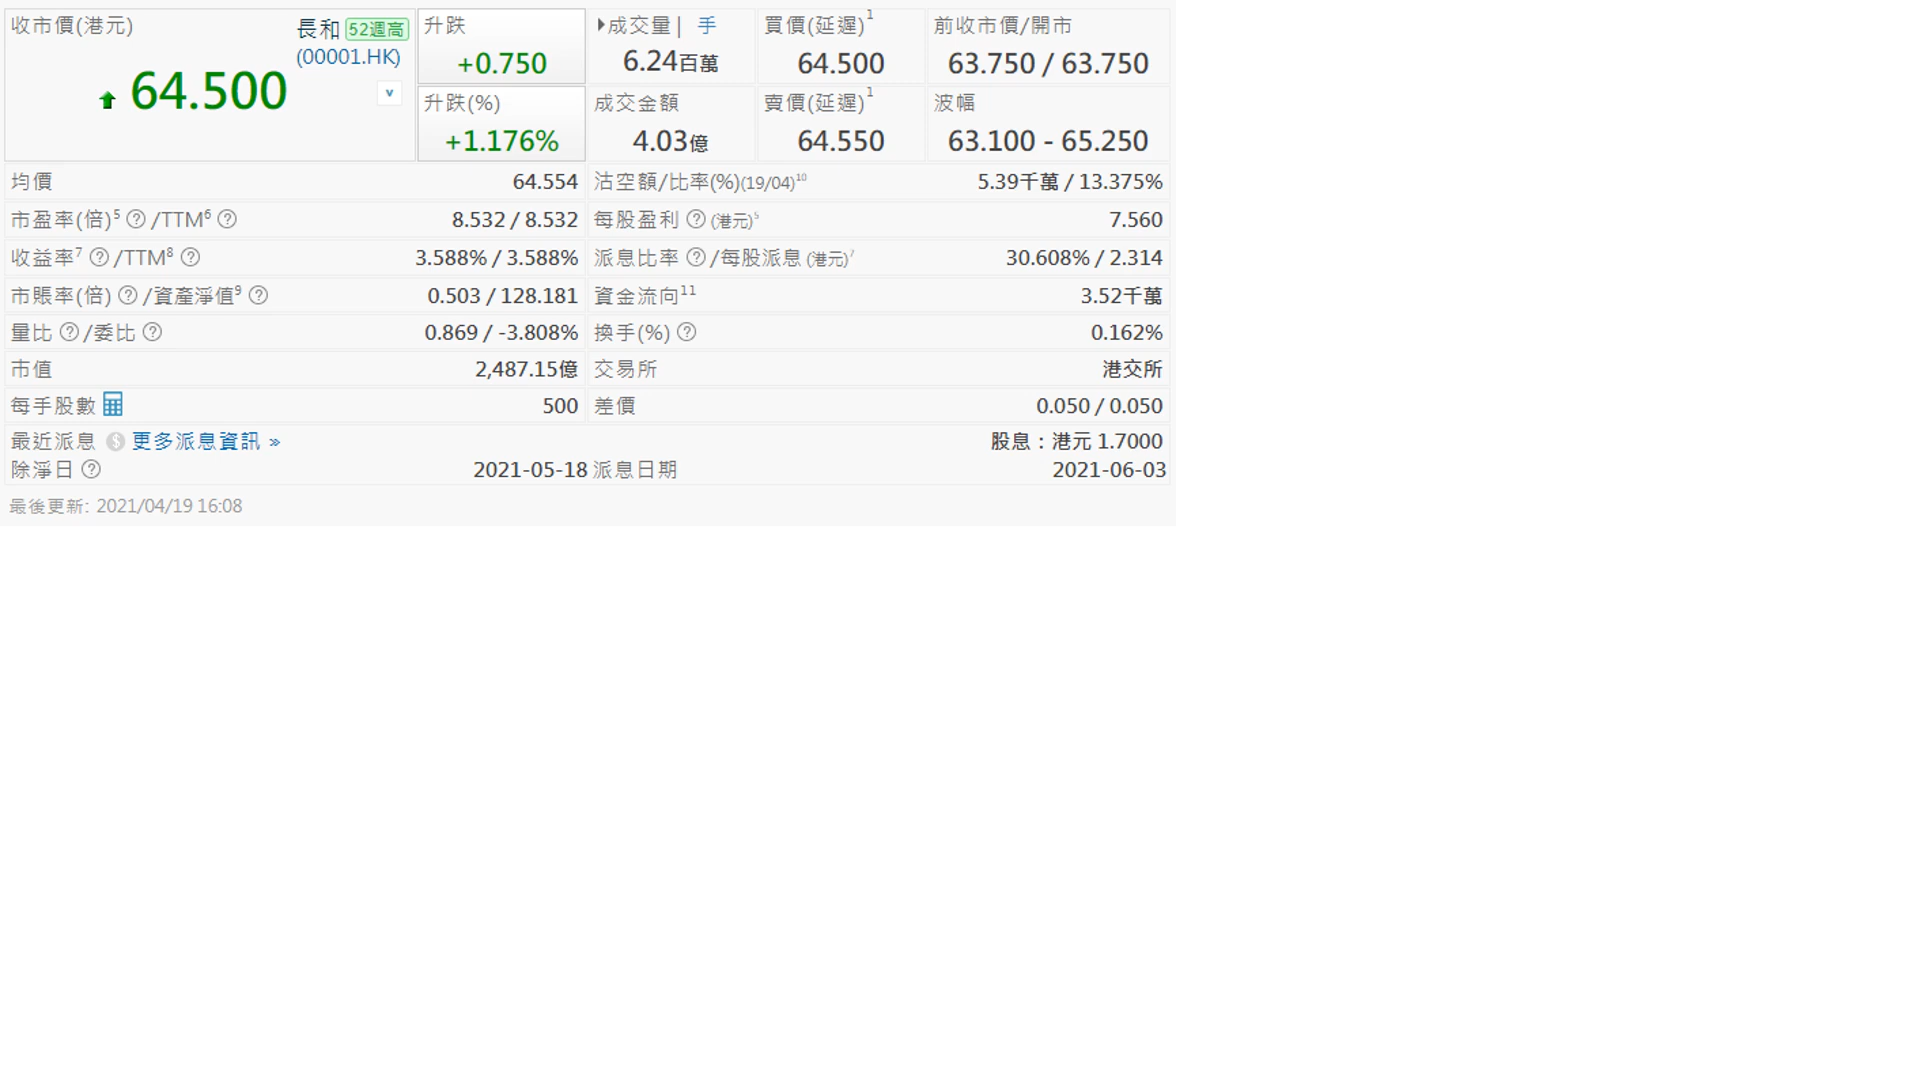 收市價(港元)
長和 52週高
(00001.HK)
64.500
v
升跌
+0.750
升跌(%)
+1.176%
成交量 | 手
6.24百萬
成交金額
4.03億
買價(延遲)1
64.500
賣價(延遲)1
64.550
前收市價/開市
63.750 / 63.750
波幅
63.100 - 65.250
均價 64.554
沽空額/比率(%)(19/04)10 5.39千萬 / 13.375%
市盈率(倍)5 ? /TTM6 ? 8.532 / 8.532
每股盈利 ? (港元)5 7.560
收益率7 ? /TTM8 ? 3.588% / 3.588%
派息比率 ? /每股派息 (港元)7 30.608% / 2.314
市賬率(倍) ? /資產淨值9 ? 0.503 / 128.181
資金流向11 3.52千萬
量比 ? /委比 ? 0.869 / -3.808%
換手(%) ? 0.162%
市值 2,487.15億
交易所 港交所
每手股數 500
差價 0.050 / 0.050
最近派息 $ 更多派息資訊 » 股息：港元 1.7000
除淨日 ? 2021-05-18 派息日期 2021-06-03
最後更新: 2021/04/19 16:08